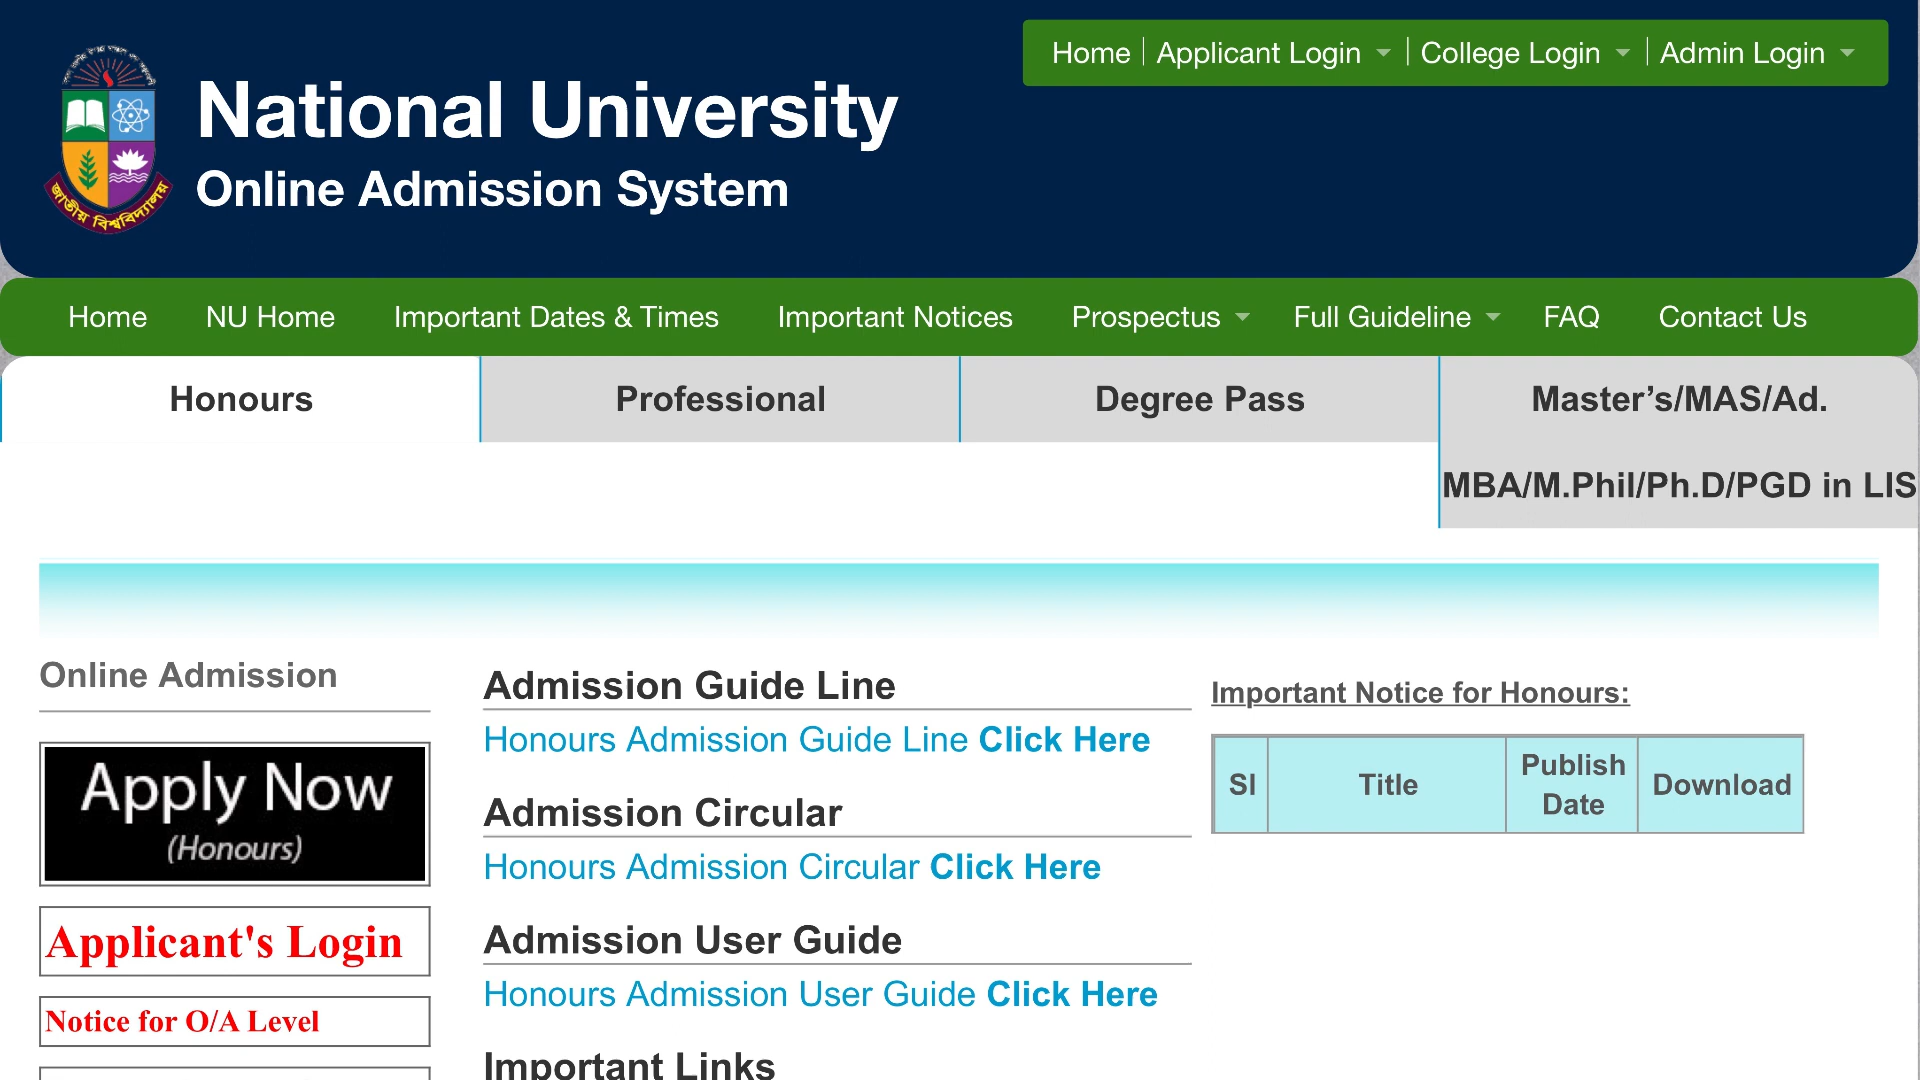 Home
Applicant Login
College Login
Admin Login
National University
Online Admission System
জাতীয় বিশ্ববিদ্যালয়
Home
NU Home
Important Dates & Times
Important Notices
Prospectus
Full Guideline
FAQ
Contact Us
Honours
Professional
Degree Pass
Master’s/MAS/Ad.
MBA/M.Phil/Ph.D/PGD in LIS
Online Admission
Apply Now
(Honours)
Applicant's Login
Notice for O/A Level
Admission Guide Line
Honours Admission Guide Line Click Here
Admission Circular
Honours Admission Circular Click Here
Admission User Guide
Honours Admission User Guide Click Here
Important Links
Important Notice for Honours:
Sl
Title
Publish
Date
Download